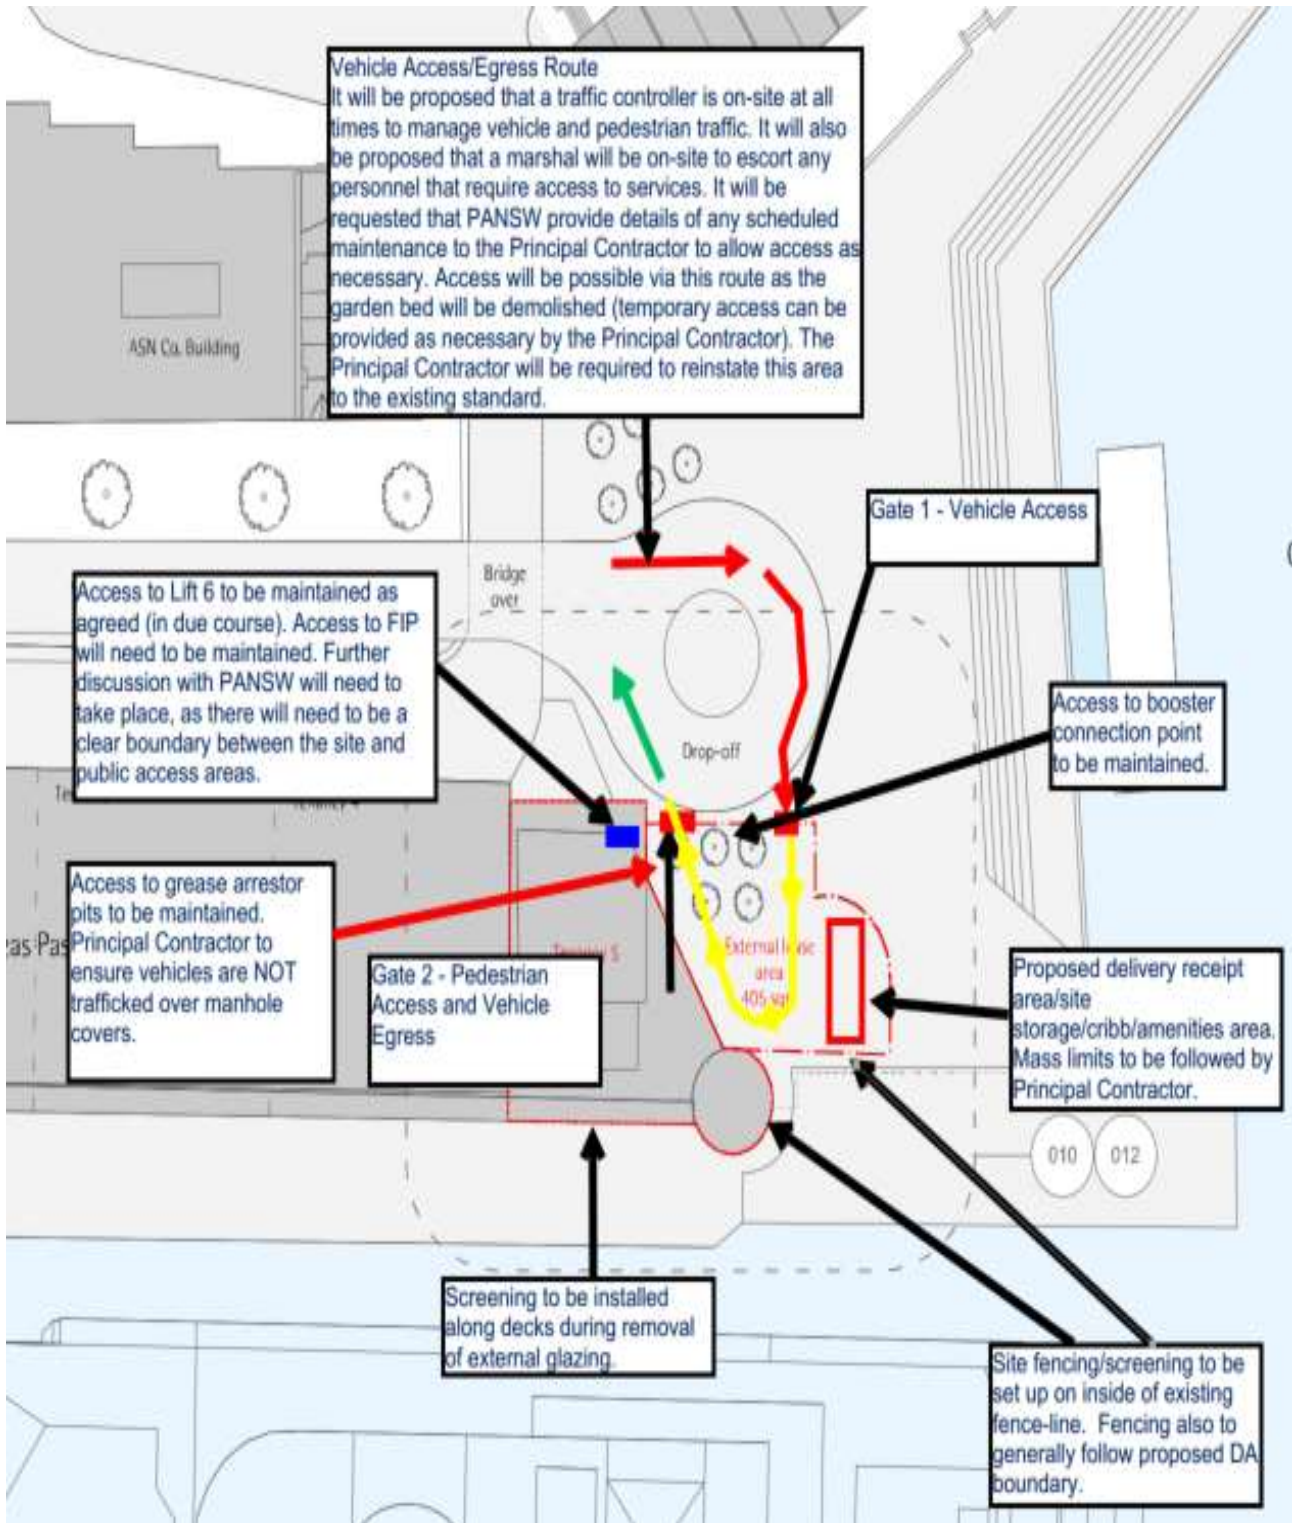 Vehicle Access/Egress Route
It will be proposed that a traffic controller is on-site at all
times to manage vehicle and pedestrian traffic. It will also
be proposed that a marshal will be on-site to escort any
personnel that require access to services. It will be
requested that PANSW provide details of any scheduled
maintenance to the Principal Contractor to allow access as
necessary. Access will be possible via this route as the
garden bed will be demolished (temporary access can be
provided as necessary by the Principal Contractor). The
Principal Contractor will be required to reinstate this area
to the existing standard.
ASN Co. Building
Gate 1 - Vehicle Access
Bridge
over
Access to Lift 6 to be maintained as
agreed (in due course). Access to FIP
will need to be maintained. Further
discussion with PANSW will need to
take place, as there will need to be a
clear boundary between the site and
public access areas.
Drop-off
Access to booster
connection point
to be maintained.
Access to grease arrestor
pits to be maintained.
Principal Contractor to
ensure vehicles are NOT
trafficked over manhole
covers.
Gate 2 - Pedestrian
Access and Vehicle
Egress
External
area
405
Proposed delivery receipt
area/site
storage/cribb/amenities area.
Mass limits to be followed by
Principal Contractor.
010
012
Screening to be installed
along decks during removal
of external glazing.
Site fencing/screening to be
set up on inside of existing
fence-line. Fencing also to
generally follow proposed DA
boundary.